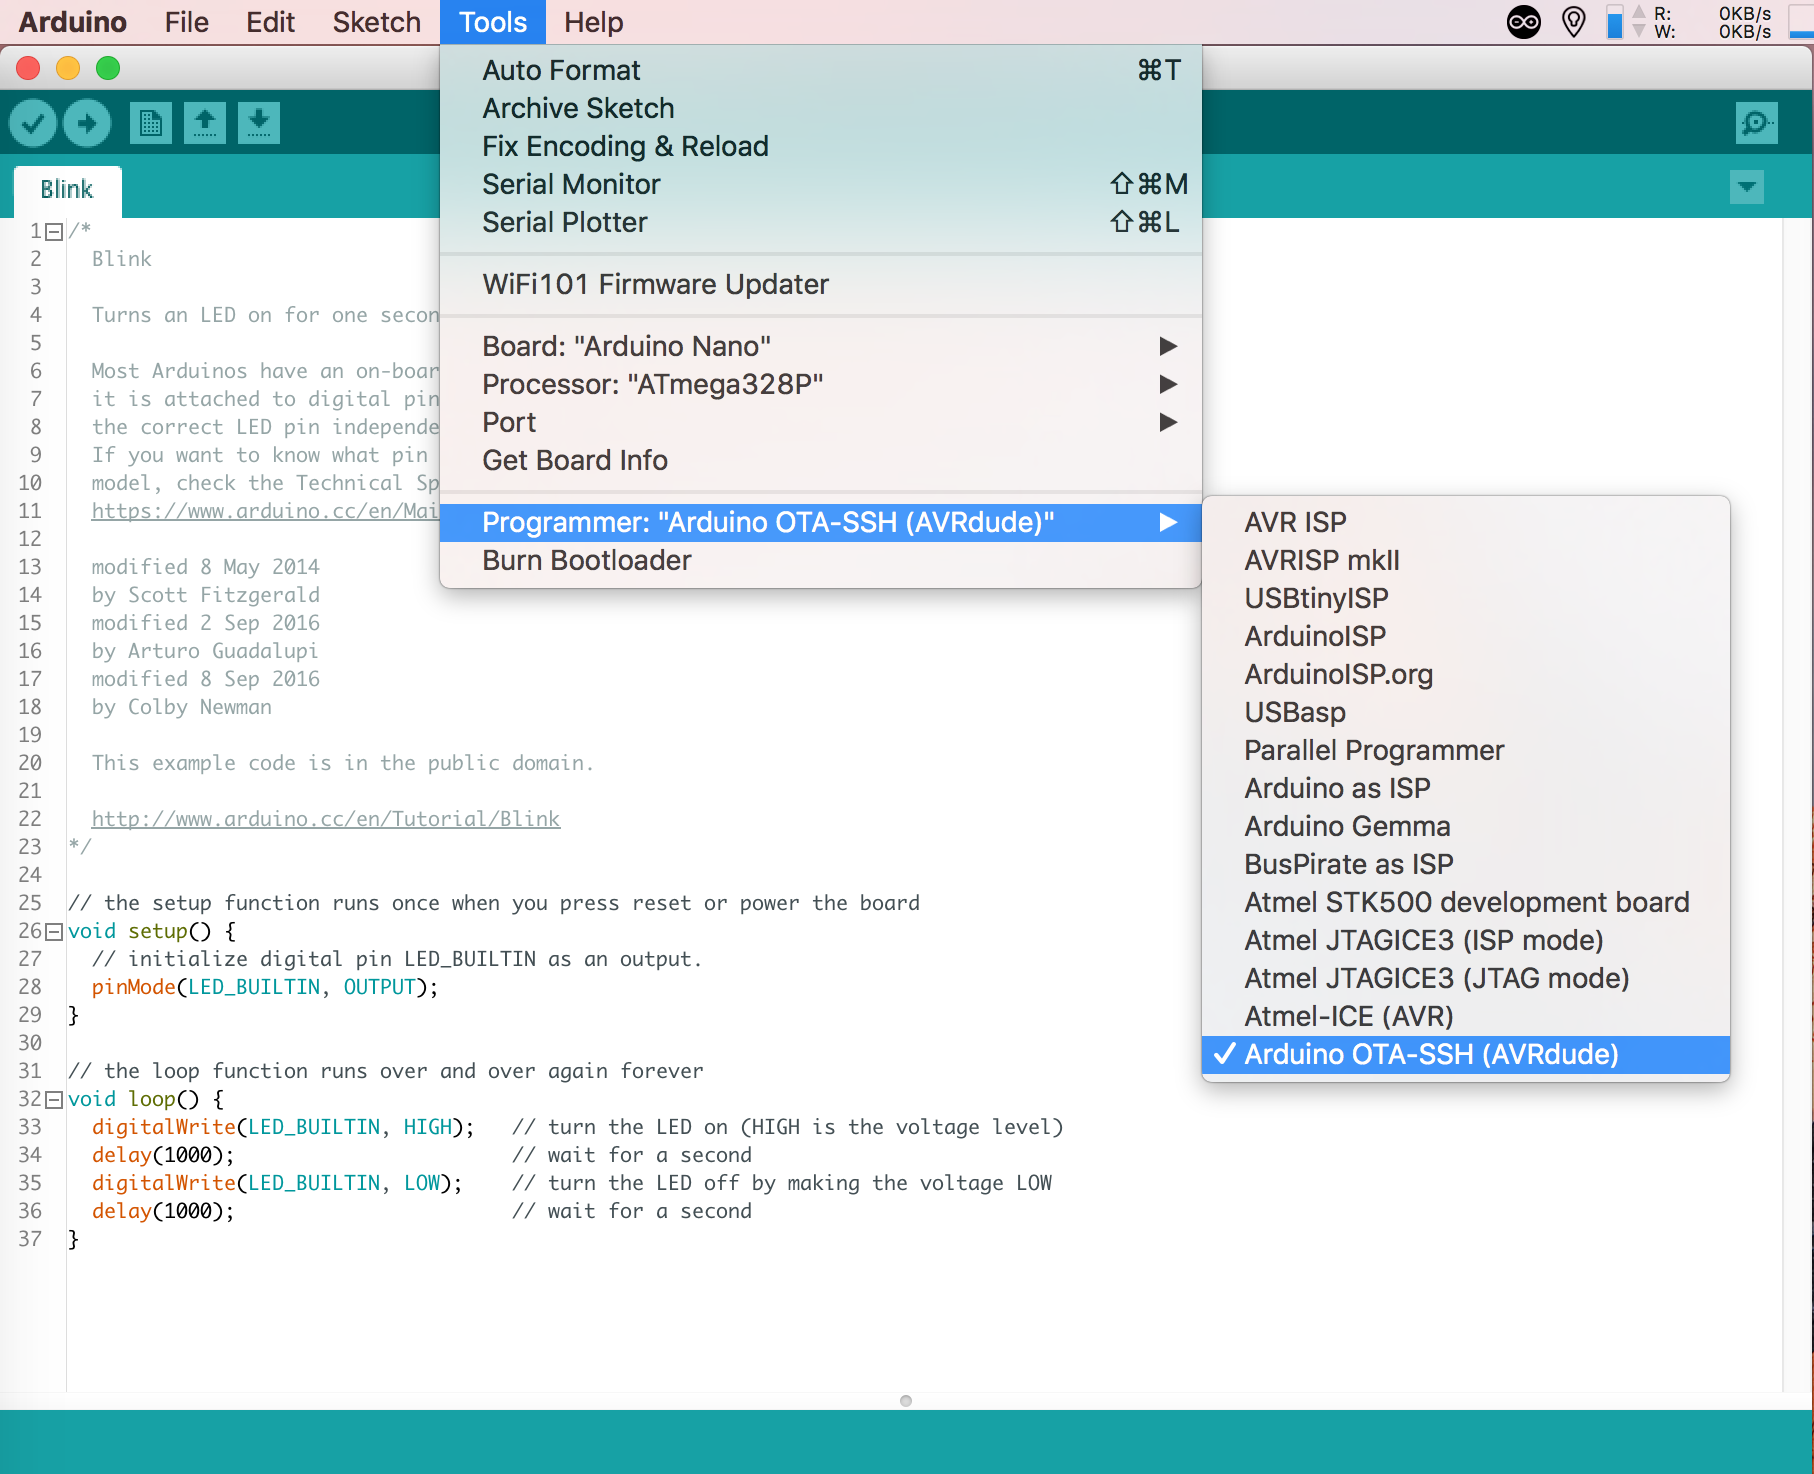 Arduino File Edit Sketch Tools Help
R: 0KB/s
W: 0KB/s
Auto Format ⌘T
Archive Sketch
Fix Encoding & Reload
Serial Monitor ⇧⌘M
Serial Plotter ⇧⌘L
WiFi101 Firmware Updater
Board: "Arduino Nano"
Processor: "ATmega328P"
Port
Get Board Info
Programmer: "Arduino OTA-SSH (AVRdude)"
Burn Bootloader
AVR ISP
AVRISP mkII
USBtinyISP
ArduinoISP
ArduinoISP.org
USBasp
Parallel Programmer
Arduino as ISP
Arduino Gemma
BusPirate as ISP
Atmel STK500 development board
Atmel JTAGICE3 (ISP mode)
Atmel JTAGICE3 (JTAG mode)
Atmel-ICE (AVR)
✓ Arduino OTA-SSH (AVRdude)
Blink
1 /*
2 Blink
3
4 Turns an LED on for one secon
5
6 Most Arduinos have an on-boar
7 it is attached to digital pin
8 the correct LED pin independe
9 If you want to know what pin
10 model, check the Technical Sp
11 https://www.arduino.cc/en/Mai
12
13 modified 8 May 2014
14 by Scott Fitzgerald
15 modified 2 Sep 2016
16 by Arturo Guadalupi
17 modified 8 Sep 2016
18 by Colby Newman
19
20 This example code is in the public domain.
21
22 http://www.arduino.cc/en/Tutorial/Blink
23 */
24
25 // the setup function runs once when you press reset or power the board
26 void setup() {
27 // initialize digital pin LED_BUILTIN as an output.
28 pinMode(LED_BUILTIN, OUTPUT);
29 }
30
31 // the loop function runs over and over again forever
32 void loop() {
33 digitalWrite(LED_BUILTIN, HIGH); // turn the LED on (HIGH is the voltage level)
34 delay(1000); // wait for a second
35 digitalWrite(LED_BUILTIN, LOW); // turn the LED off by making the voltage LOW
36 delay(1000); // wait for a second
37 }